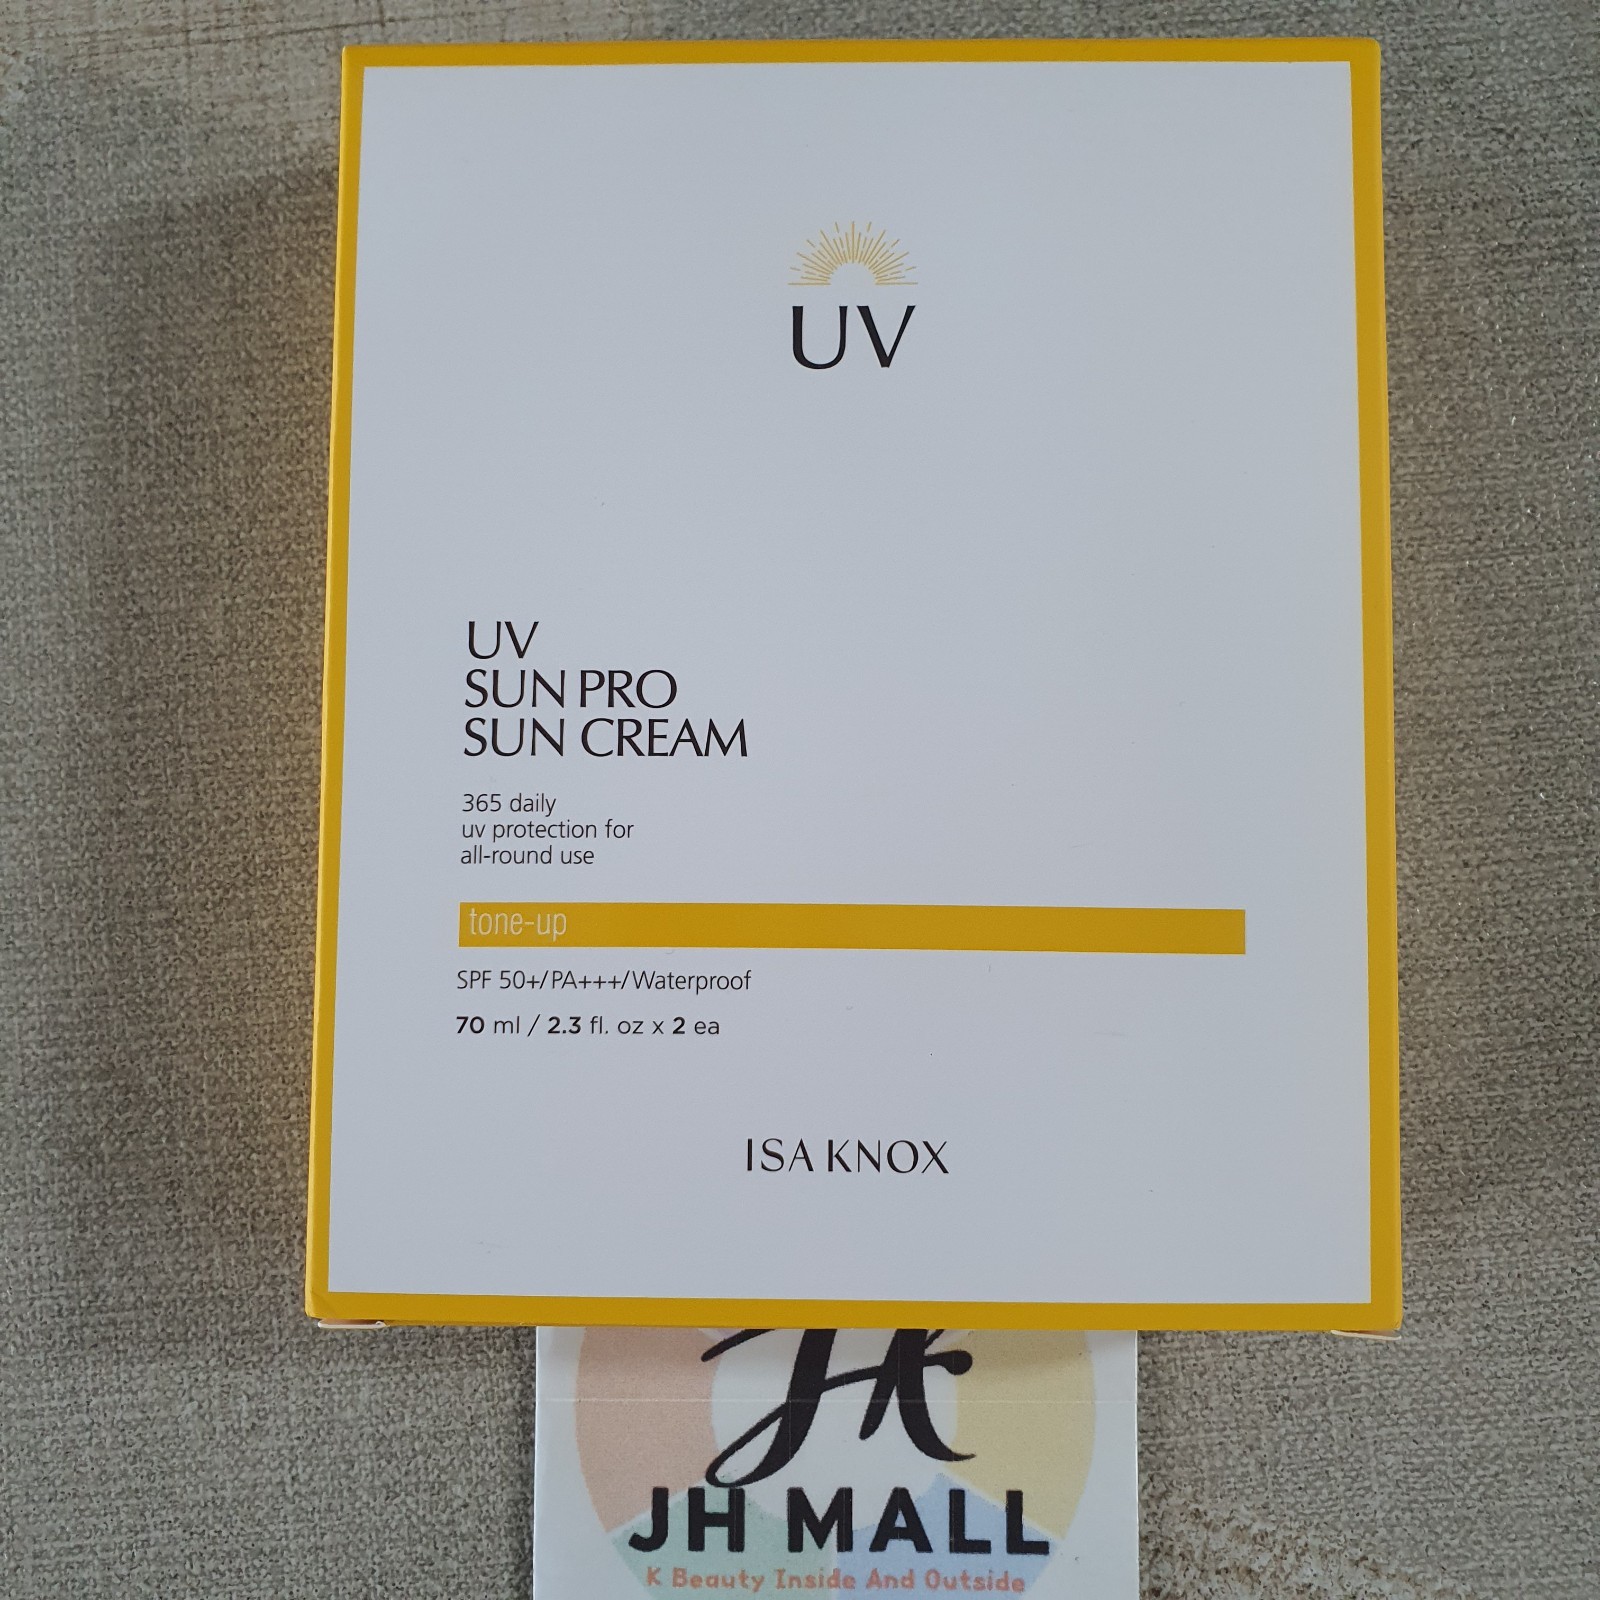 UV
UV
SUN PRO
SUN CREAM
365 daily
uv protection for
all-round use
tone-up
SPF 50+/PA+++/Waterproof
70 ml / 2.3 fl. oz x 2 ea
ISA KNOX
JH
JH MALL
K Beauty Inside And Outside